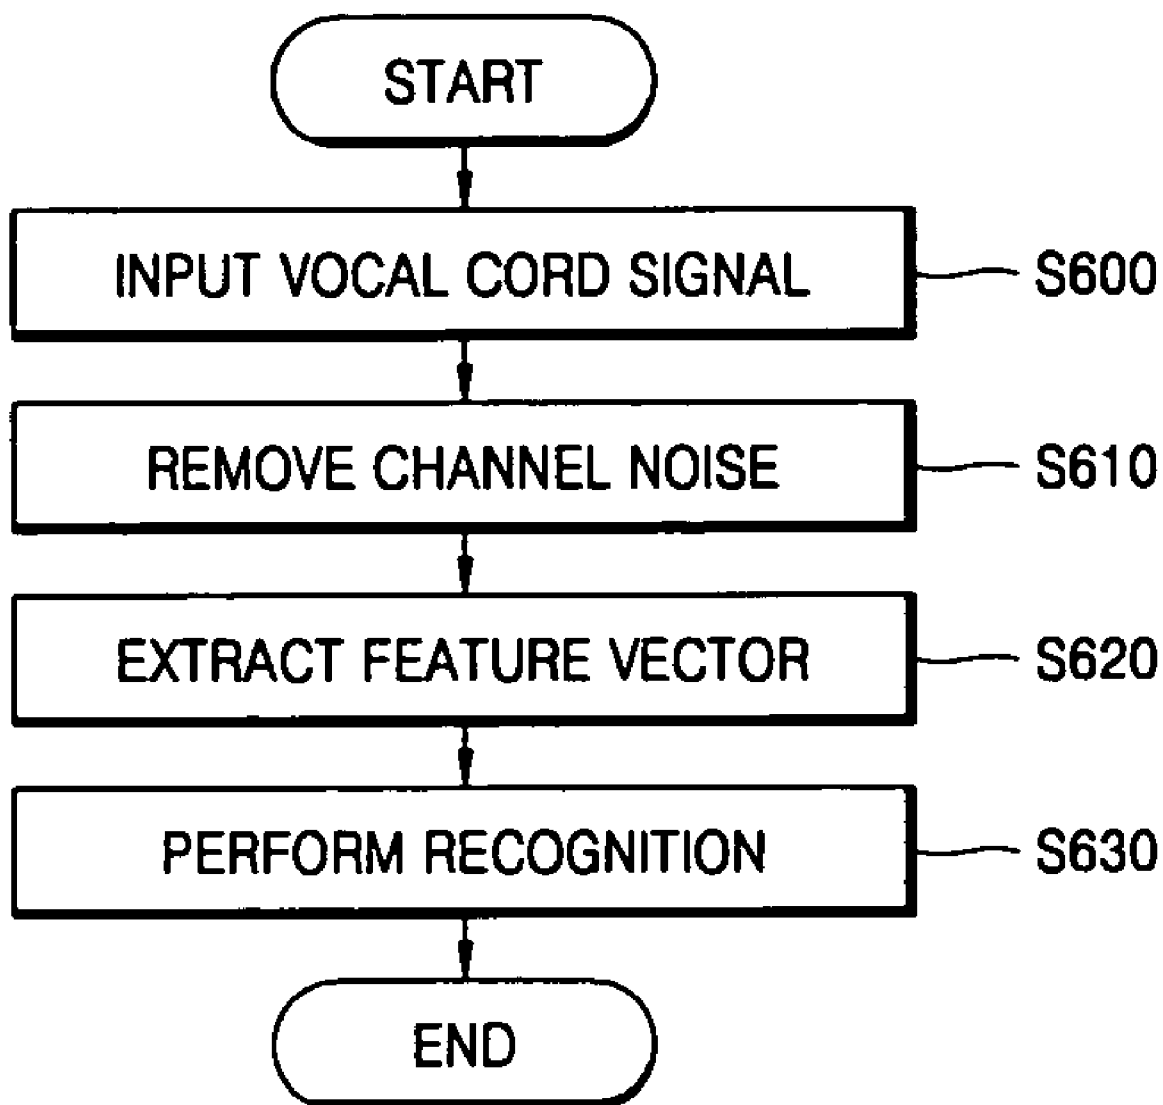 START
INPUT VOCAL CORD SIGNAL
S600
REMOVE CHANNEL NOISE
S610
EXTRACT FEATURE VECTOR
S620
PERFORM RECOGNITION
S630
END